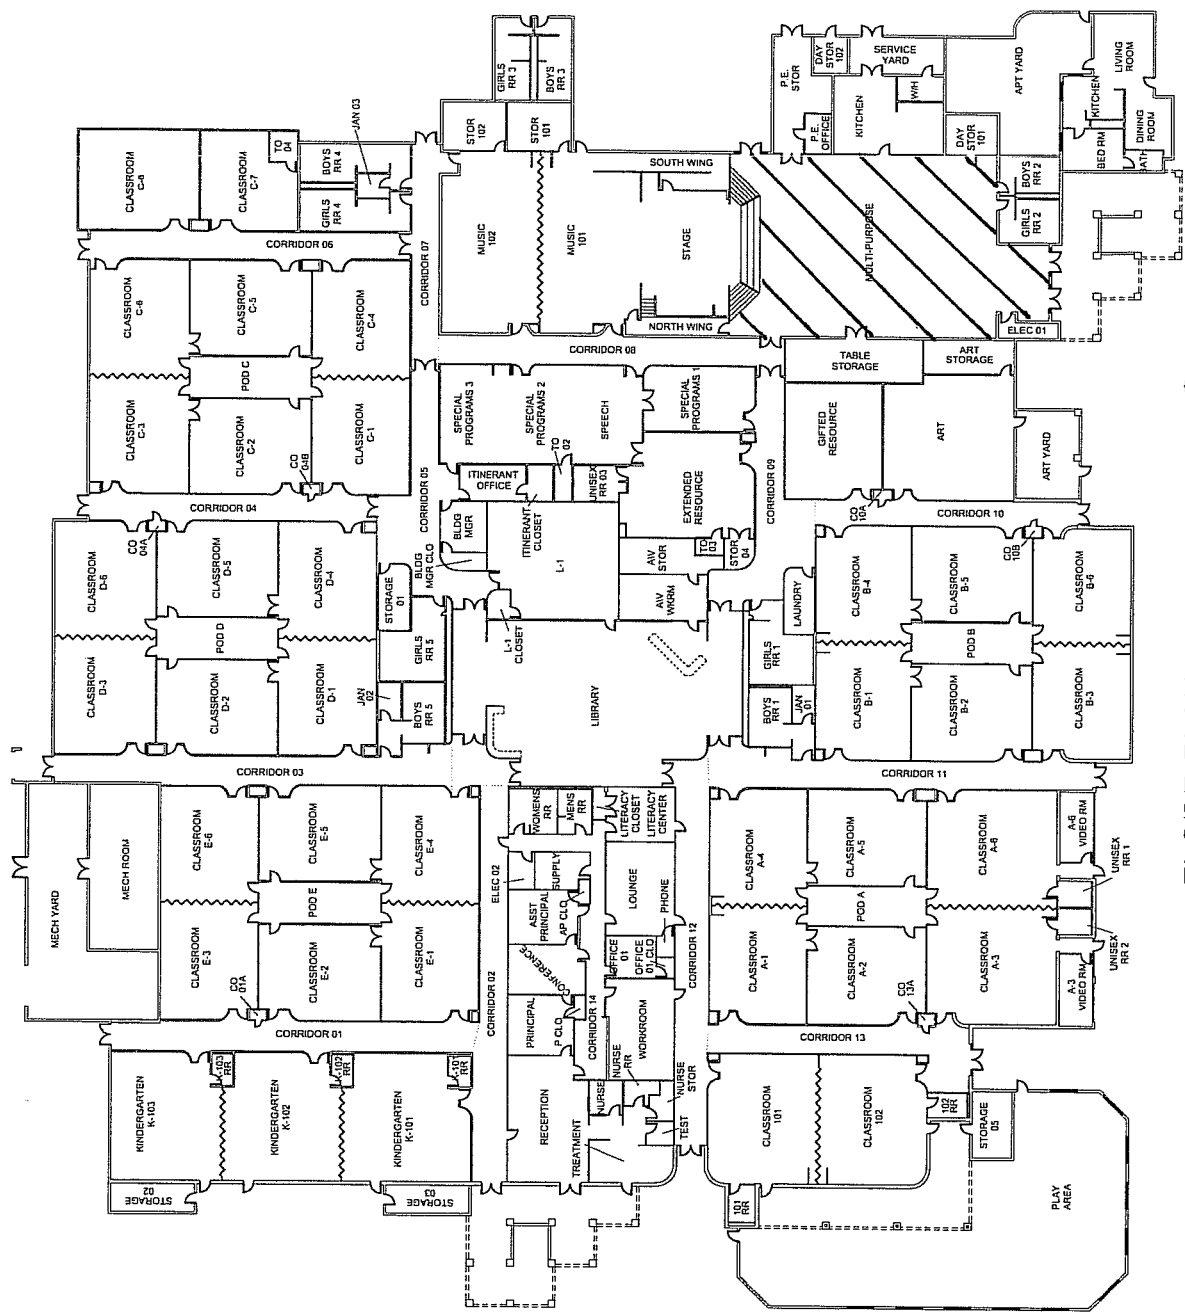 GIRLS
RR 3
BOYS
RR 3
STOR
102
STOR
101
JAN 03
CLASSROOM
C-8
CLASSROOM
C-7
TO
04
BOYS
RR 4
GIRLS
RR 4
CORRIDOR 06
CORRIDOR 07
MUSIC
102
MUSIC
101
SOUTH WING
STAGE
NORTH WING
P.E.
STOR
DAY
STOR 102
SERVICE
YARD
P.E.
OFFICE
KITCHEN
W/H
DAY
STOR 101
APT YARD
LIVING
ROOM
KITCHEN
DINING
ROOM
BED RM
BATH
BOYS
RR 2
GIRLS
RR 2
MULTI-PURPOSE
ELEC 01
CLASSROOM
C-6
CLASSROOM
C-5
CLASSROOM
C-4
POD C
CLASSROOM
C-3
CLASSROOM
C-2
CLASSROOM
C-1
CO
04B
CORRIDOR 04
CORRIDOR 05
CORRIDOR 08
SPECIAL
PROGRAMS 3
SPECIAL
PROGRAMS 2
SPEECH
SPECIAL
PROGRAMS 1
TABLE
STORAGE
ART
STORAGE
GIFTED
RESOURCE
ART
ART YARD
ITINERANT
OFFICE
TO
02
UNISEX
RR 03
ITINERANT
CLOSET
EXTENDED
RESOURCE
CORRIDOR 09
CO
10A
CORRIDOR 10
CO
10B
BLDG
MGR
BLDG
MGR CLO
L-1
L-1
CLOSET
A\V
STOR
TO
03
STOR
04
A\V
WKRM
CO
04A
CLASSROOM
D-6
CLASSROOM
D-5
CLASSROOM
D-4
POD D
CLASSROOM
D-3
CLASSROOM
D-2
CLASSROOM
D-1
STORAGE
01
GIRLS
RR 5
JAN
02
BOYS
RR 5
LIBRARY
LAUNDRY
GIRLS
RR 1
BOYS
RR 1
JAN
01
CLASSROOM
B-4
CLASSROOM
B-5
CLASSROOM
B-6
POD B
CLASSROOM
B-1
CLASSROOM
B-2
CLASSROOM
B-3
CORRIDOR 03
CORRIDOR 11
MECH YARD
MECH ROOM
CLASSROOM
E-6
CLASSROOM
E-5
CLASSROOM
E-4
POD E
CLASSROOM
E-3
CLASSROOM
E-2
CLASSROOM
E-1
CO
01A
CORRIDOR 01
CORRIDOR 02
WOMENS
RR
MENS
RR
LITERACY
CLOSET
LITERACY
CENTER
ELEC 02
SUPPLY
ASST
PRINCIPAL
AP CLO
LOUNGE
PHONE
CONFERENCE
OFFICE
01
OFFICE
01 CLO
CORRIDOR 12
PRINCIPAL
P CLO
CORRIDOR 14
WORKROOM
NURSE
RR
NURSE
NURSE
STOR
TEST
RECEPTION
TREATMENT
CLASSROOM
A-4
CLASSROOM
A-5
CLASSROOM
A-6
A-6
VIDEO RM
UNISEX
RR 1
POD A
UNISEX
RR 2
CLASSROOM
A-1
CLASSROOM
A-2
CLASSROOM
A-3
A-3
VIDEO RM
CO
13A
CORRIDOR 13
KINDERGARTEN
K-103
K-103
RR
KINDERGARTEN
K-102
K-102
RR
KINDERGARTEN
K-101
K-101
RR
STORAGE
02
STORAGE
03
CLASSROOM
101
CLASSROOM
102
102
RR
STORAGE
05
101
RR
PLAY
AREA